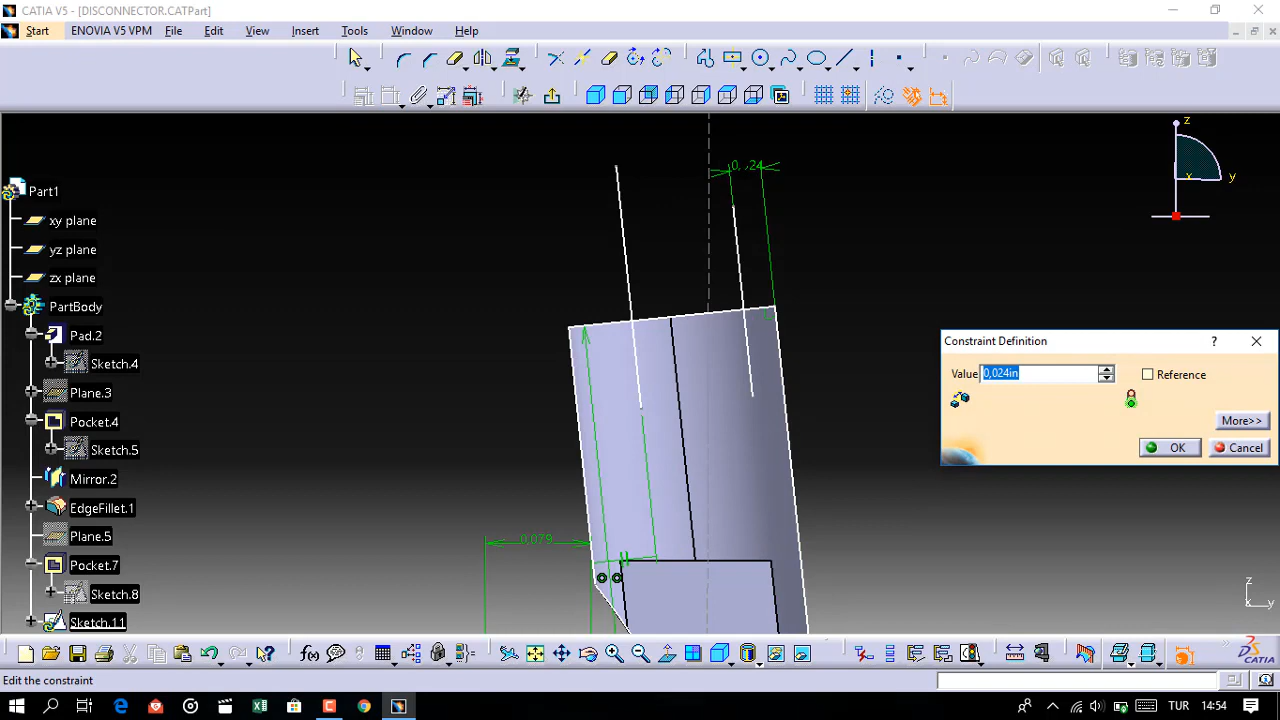 CATIA V5 - [DISCONNECTOR.CATPart]
Start ENOVIA V5 VPM File Edit View Insert Tools Window Help
z
x y
Part1
xy plane
yz plane
zx plane
PartBody
Pad.2
Sketch.4
Plane.3
Pocket.4
Sketch.5
Mirror.2
EdgeFillet.1
Plane.5
Pocket.7
Sketch.8
Sketch.11
0,079
Constraint Definition ? 
Value 0,024in Reference
More>>
OK Cancel
z
x y
f(x)
CATIA
Edit the constraint
TUR 14:54